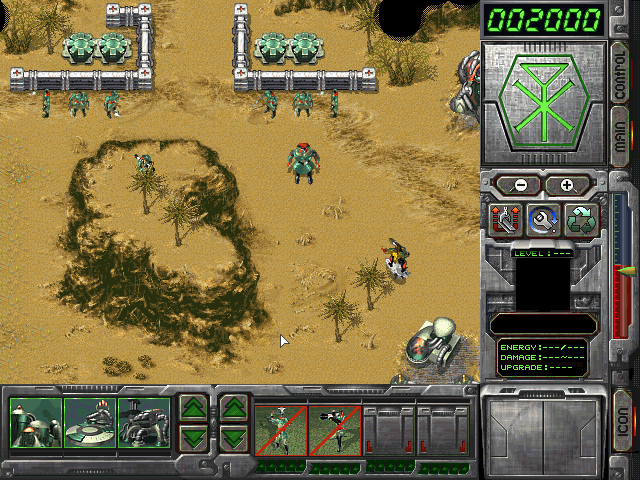 002000
CONTROL
MAIN
LEVEL:---
ENERGY:---/---
DAMAGE:-----
UPGRADE:---
ICON